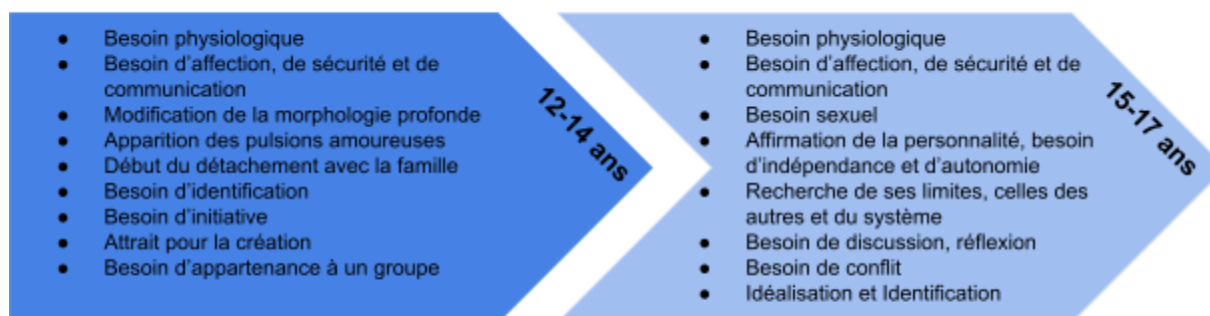 ● Besoin physiologique
● Besoin d’affection, de sécurité et de
communication
● Modification de la morphologie profonde
● Apparition des pulsions amoureuses
● Début du détachement avec la famille
● Besoin d’identification
● Besoin d’initiative
● Attrait pour la création
● Besoin d’appartenance à un groupe
12-14 ans
● Besoin physiologique
● Besoin d’affection, de sécurité et de
communication
● Besoin sexuel
● Affirmation de la personnalité, besoin
d’indépendance et d’autonomie
● Recherche de ses limites, celles des
autres et du système
● Besoin de discussion, réflexion
● Besoin de conflit
● Idéalisation et Identification
15-17 ans